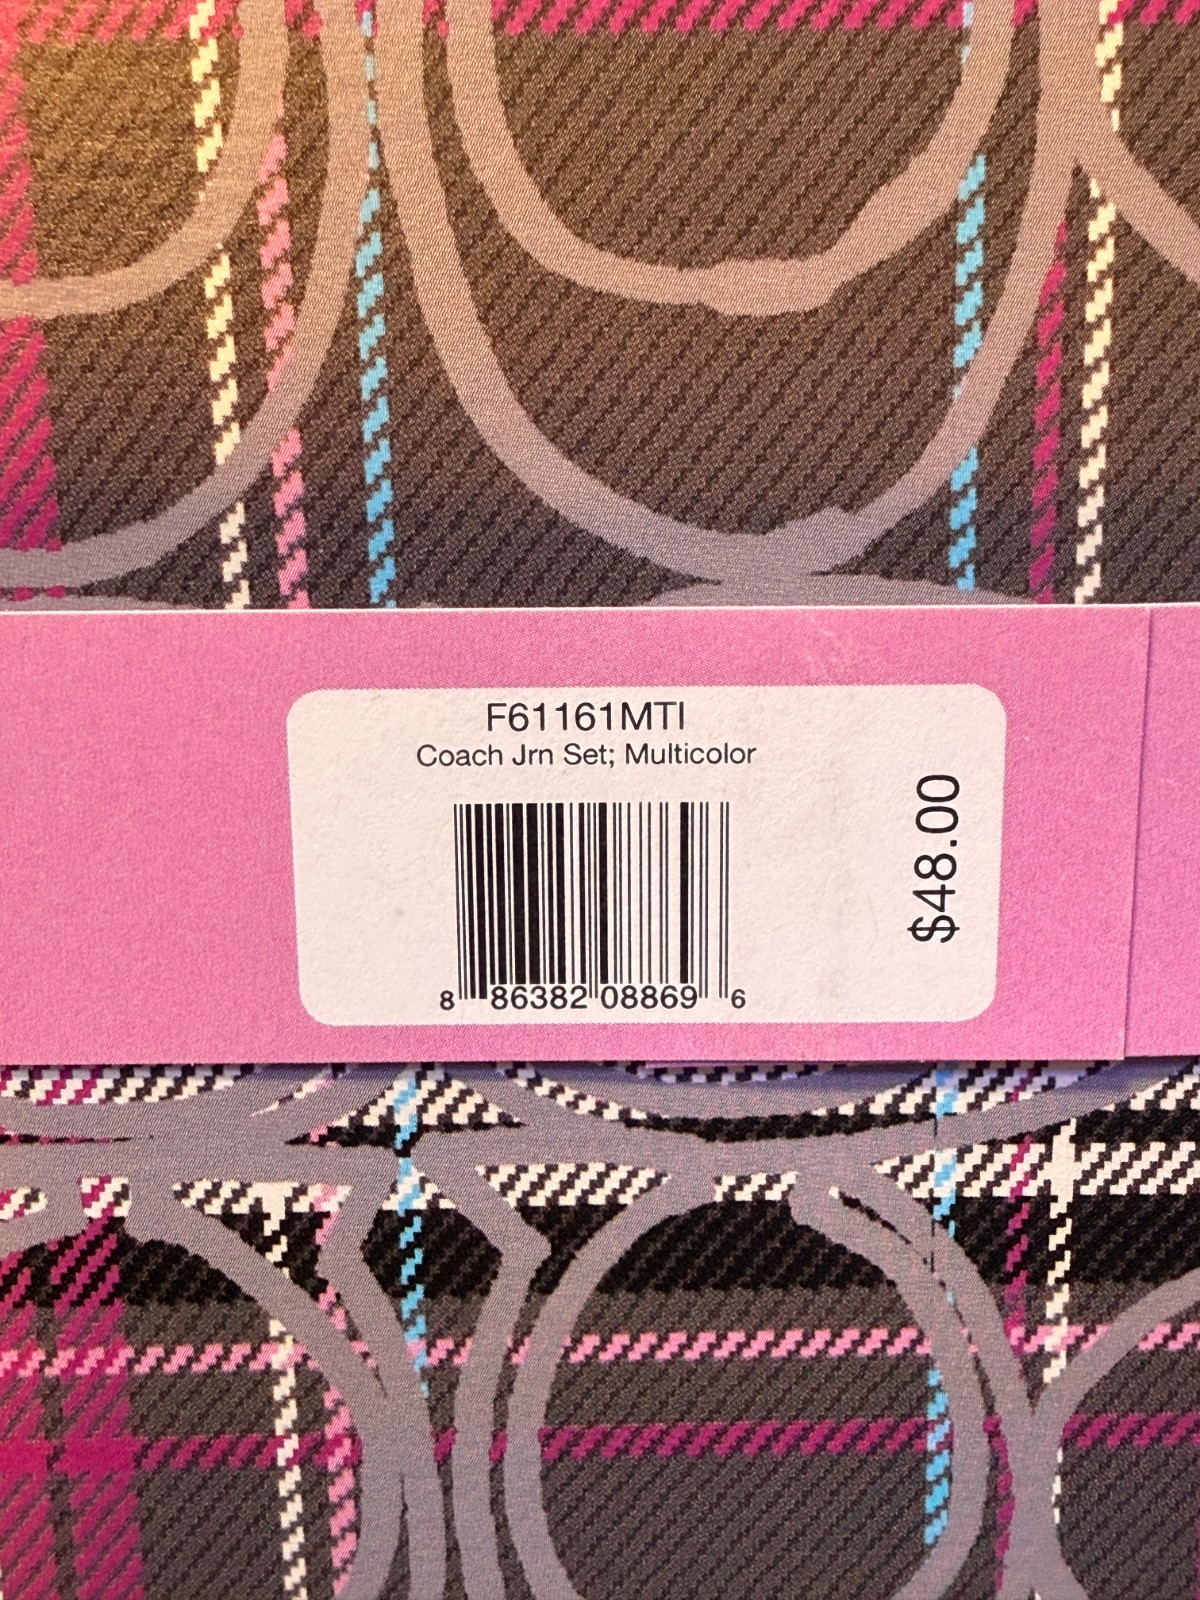 F61161MTI
Coach Jrn Set; Multicolor
$48.00
8 86382 08869 6